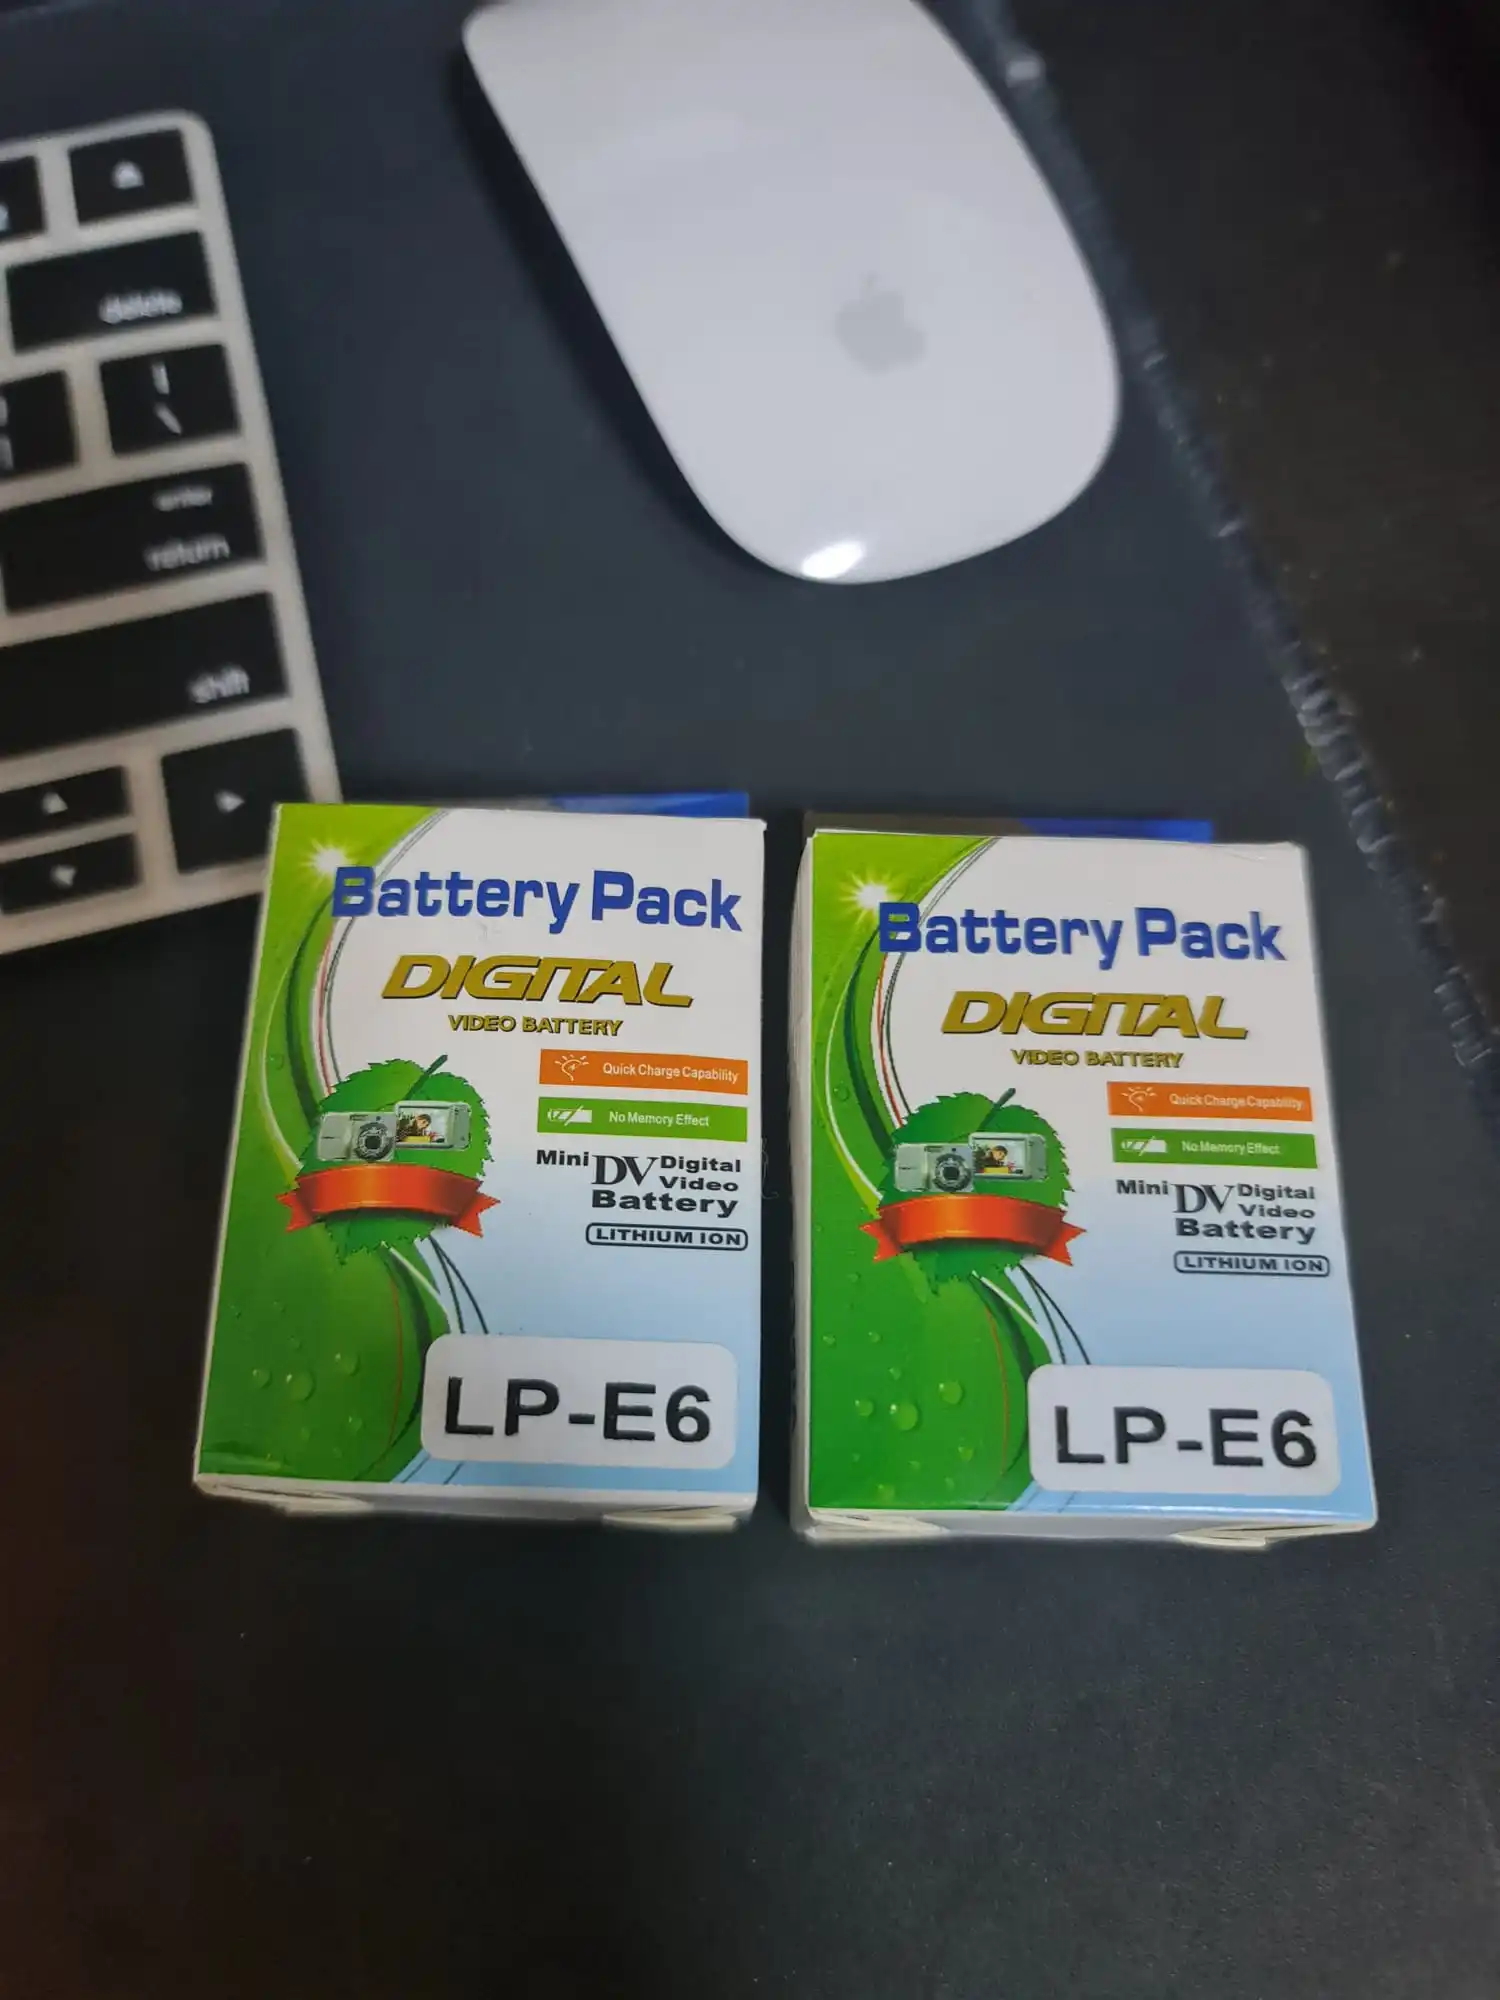 delete
enter
return
shift
Battery Pack
DIGITAL
VIDEO BATTERY
Quick Charge Capability
No Memory Effect
Mini DV Digital
Video
Battery
LITHIUM ION
LP-E6
Battery Pack
DIGITAL
VIDEO BATTERY
Quick Charge Capability
No Memory Effect
Mini DV Digital
Video
Battery
LITHIUM ION
LP-E6